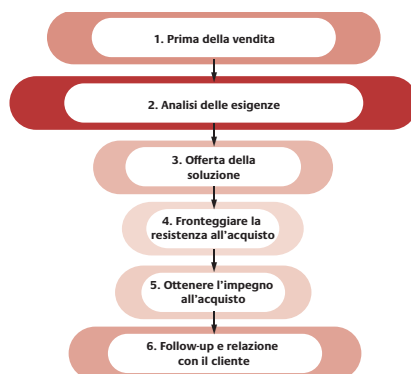 1. Prima della vendita
2. Analisi delle esigenze
3. Offerta della
soluzione
4. Fronteggiare la
resistenza all'acquisto
5. Ottenere l'impegno
all'acquisto
6. Follow-up e relazione
con il cliente